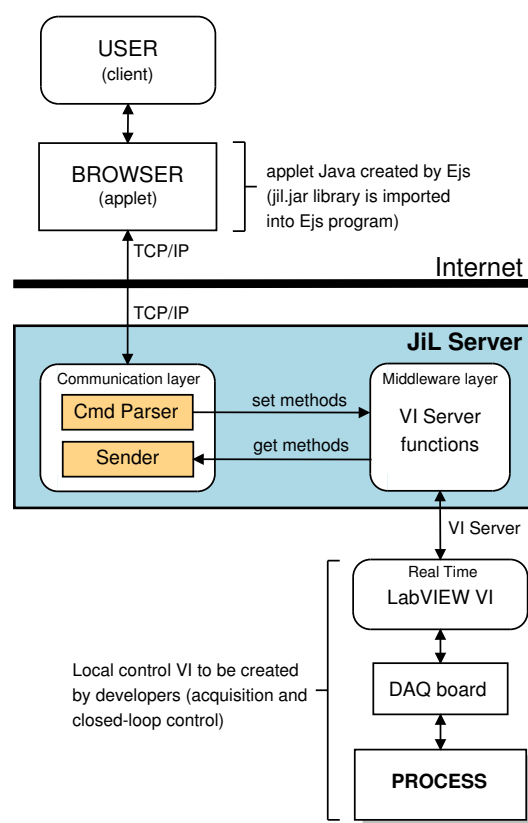 USER
(client)
BROWSER
(applet)
applet Java created by Ejs
(jil.jar library is imported
into Ejs program)
TCP/IP
Internet
TCP/IP
JiL Server
Communication layer
Cmd Parser
Sender
set methods
get methods
Middleware layer
VI Server
functions
VI Server
Real Time
LabVIEW VI
Local control VI to be created
by developers (acquisition and
closed-loop control)
DAQ board
PROCESS